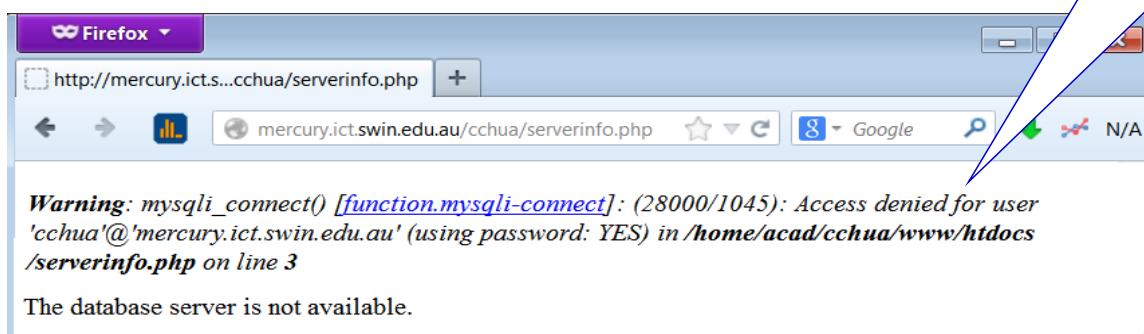 Firefox
http://mercury.ict.s...cchua/serverinfo.php +
mercury.ict.swin.edu.au/cchua/serverinfo.php 8 Google N/A
Warning: mysqli_connect() [function.mysqli-connect]: (28000/1045): Access denied for user
'cchua'@'mercury.ict.swin.edu.au' (using password: YES) in /home/acad/cchua/www/htdocs
/serverinfo.php on line 3
The database server is not available.